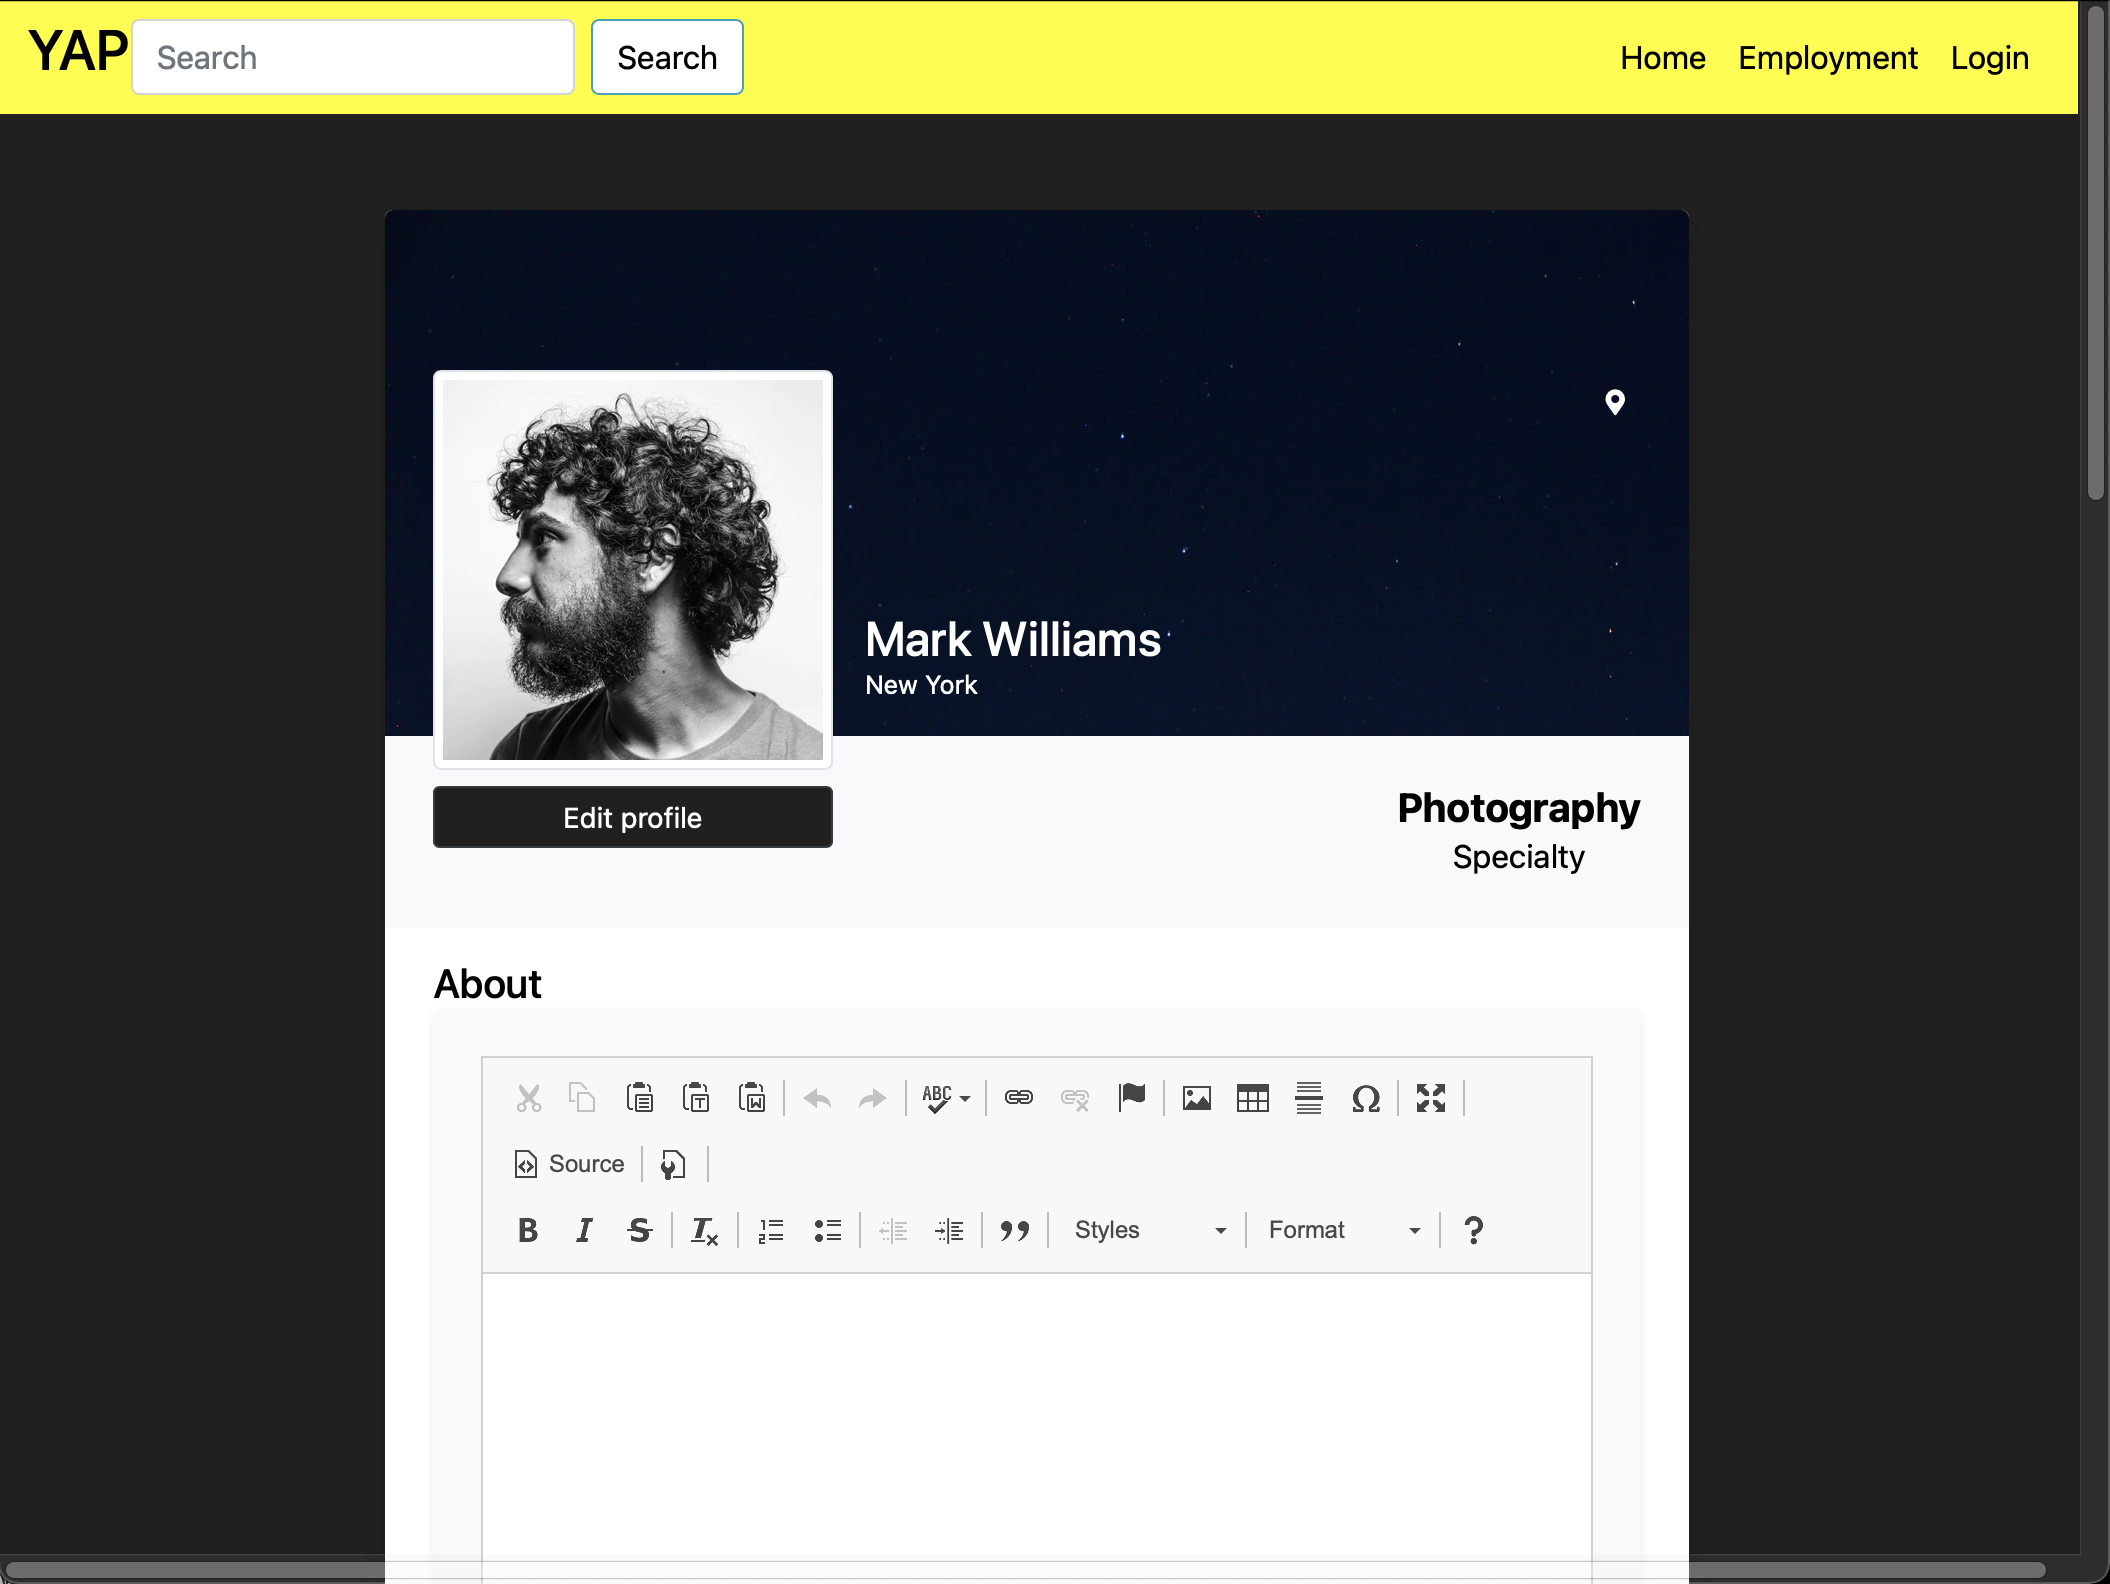 YAP Search Search Home Employment Login
Mark Williams
New York
Edit profile
Photography
Specialty
About
ABC
Source
B I S Tx Styles Format ?